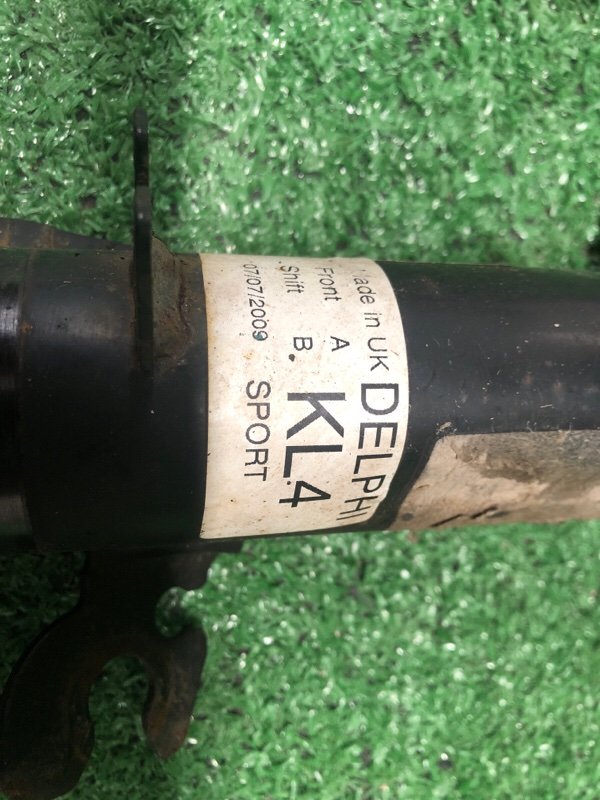 Made in UK DELPHI
Front A KL4
Shift B.
07/07/2009 SPORT